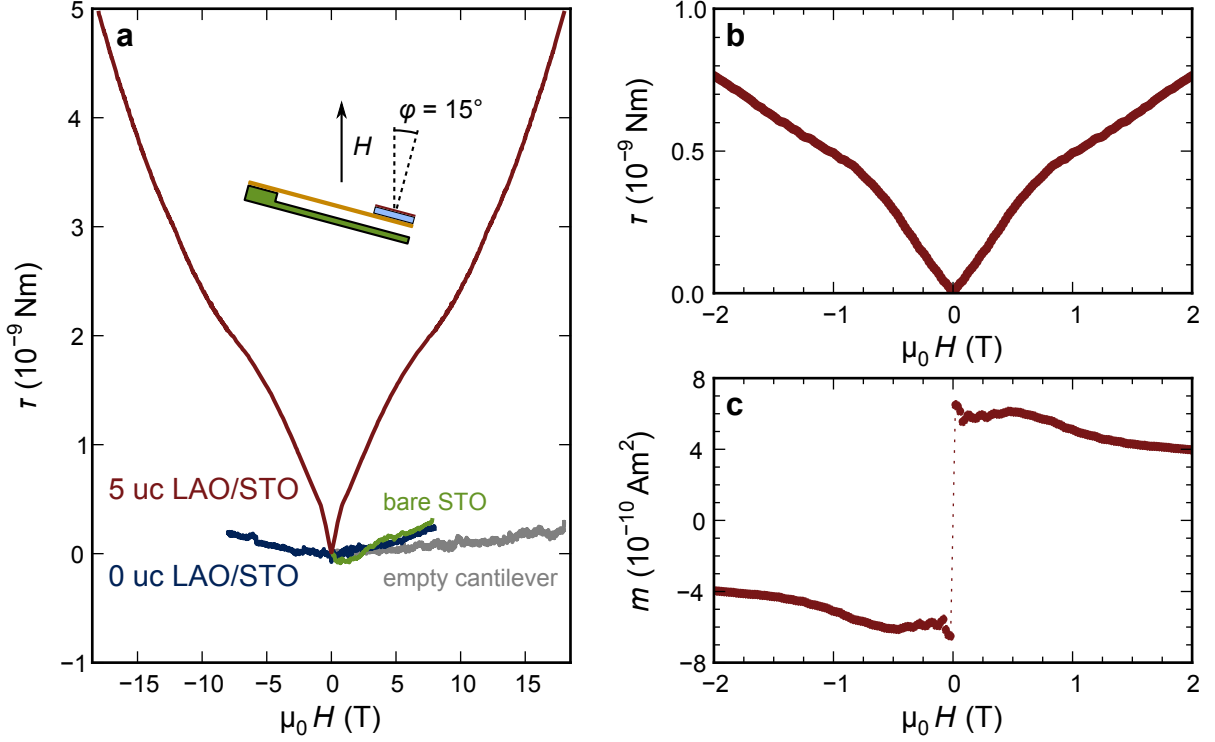 a
5
4
3
2
1
0
−1
τ (10⁻⁹ Nm)
φ = 15°
H
5 uc LAO/STO
bare STO
0 uc LAO/STO
empty cantilever
−15 −10 −5 0 5 10 15
μ₀ H (T)
b
1.0
0.5
0.0
τ (10⁻⁹ Nm)
−2 −1 0 1 2
μ₀ H (T)
c
8
4
0
−4
−8
m (10⁻¹⁰ Am²)
−2 −1 0 1 2
μ₀ H (T)